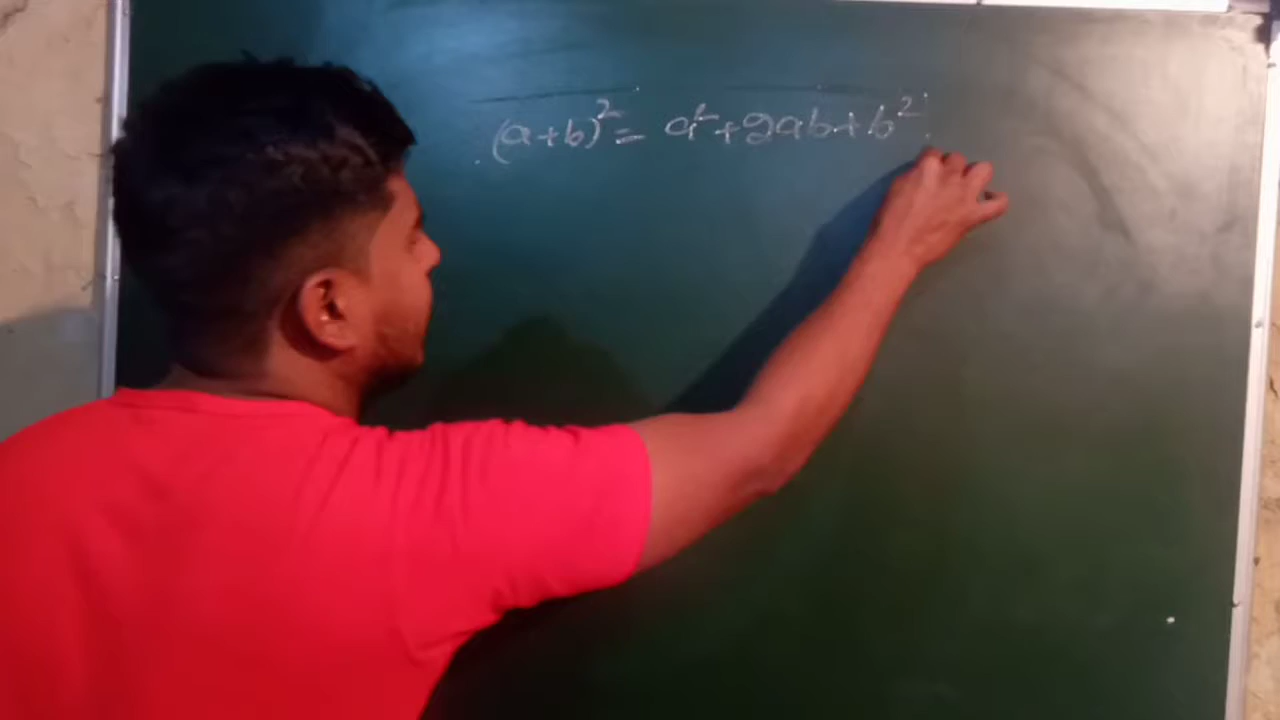 (a+b)² = a²+2ab+b²